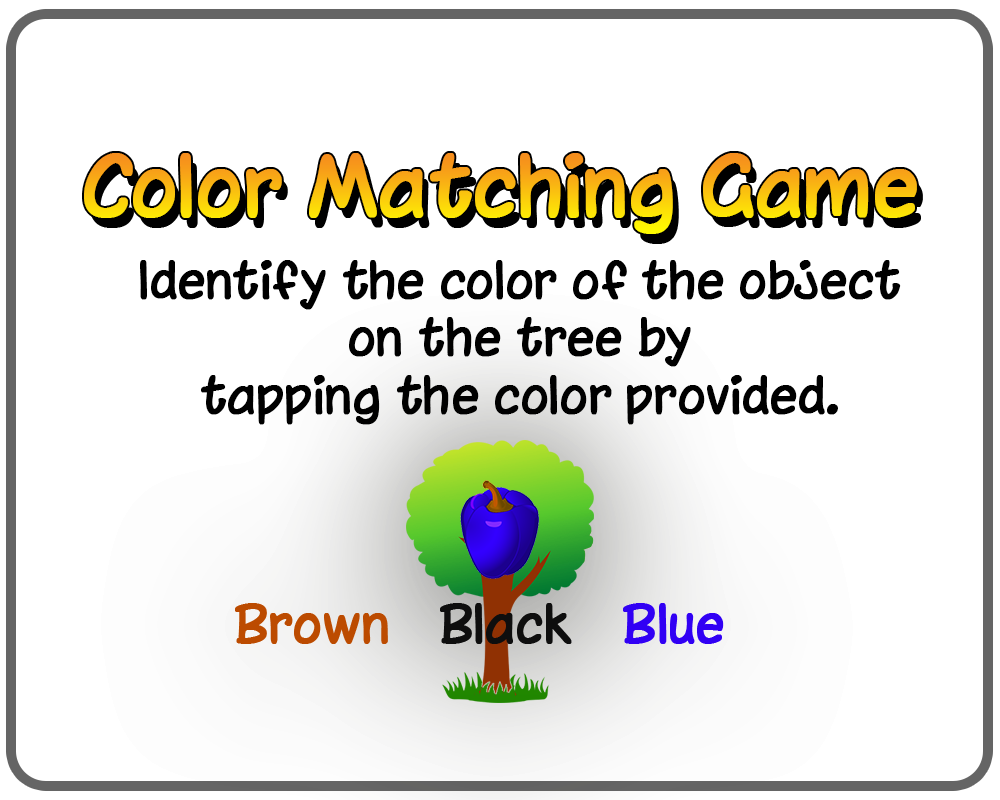 Color Matching Game
Identify the color of the object
on the tree by
tapping the color provided.
Brown Black Blue